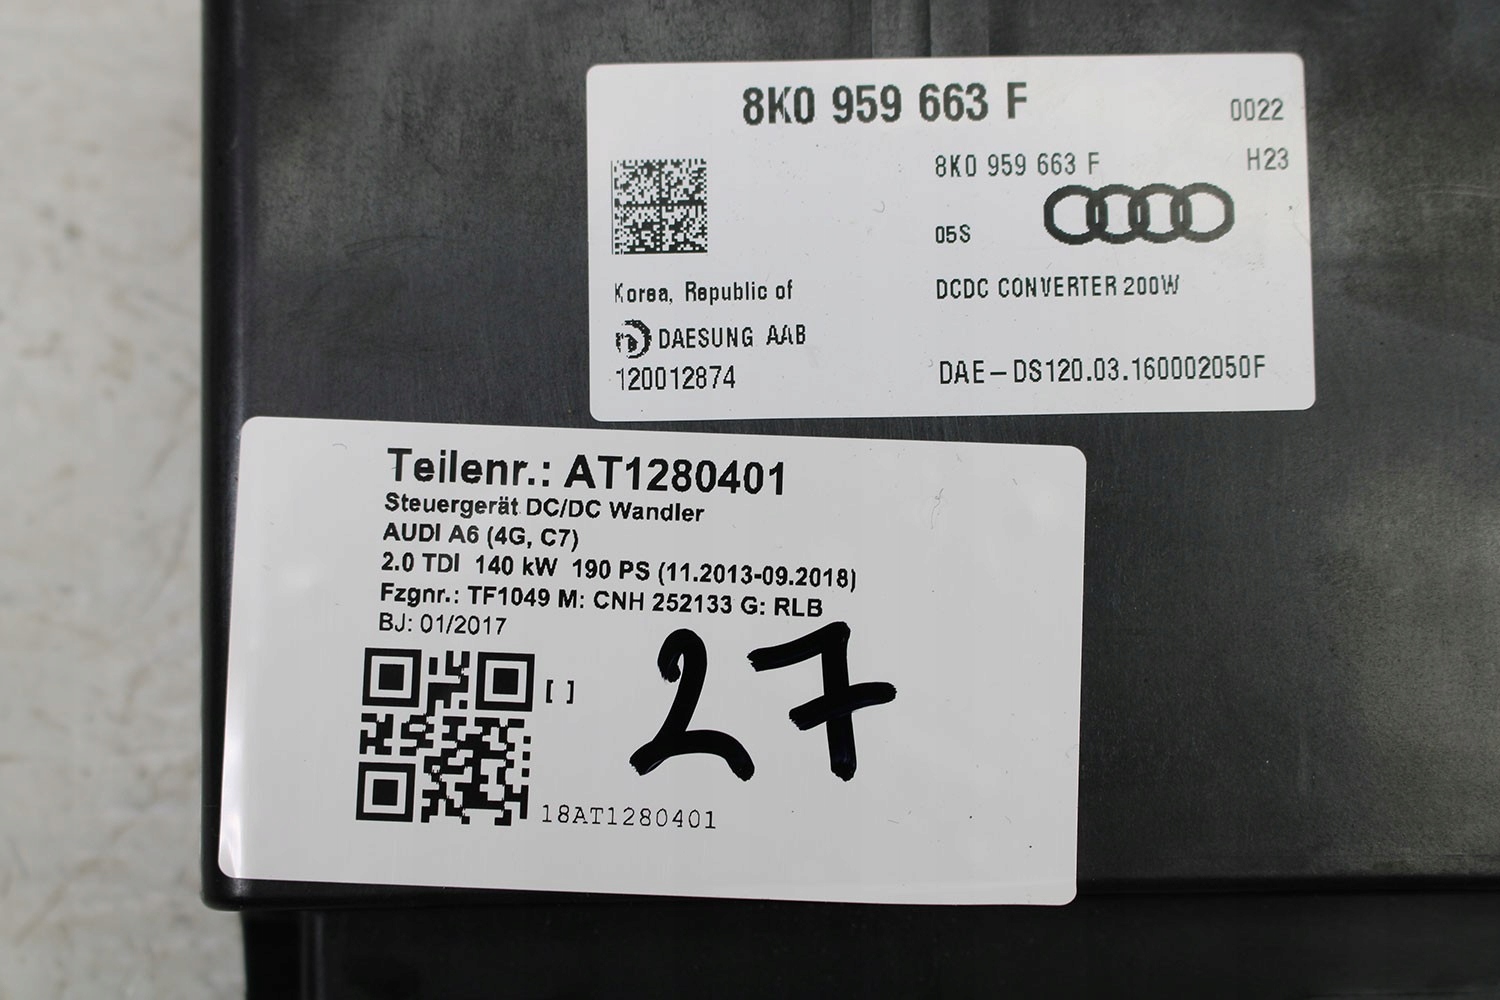 8K0 959 663 F
0022
8K0 959 663 F
H23
05S
Korea, Republic of
DCDC CONVERTER 200W
DAESUNG AAB
120012874
DAE-DS120.03.160002050F
Teilenr.: AT1280401
Steuergerät DC/DC Wandler
AUDI A6 (4G, C7)
2.0 TDI 140 kW 190 PS (11.2013-09.2018)
Fzgnr.: TF1049 M: CNH 252133 G: RLB
BJ: 01/2017
[ ]
27
18AT1280401